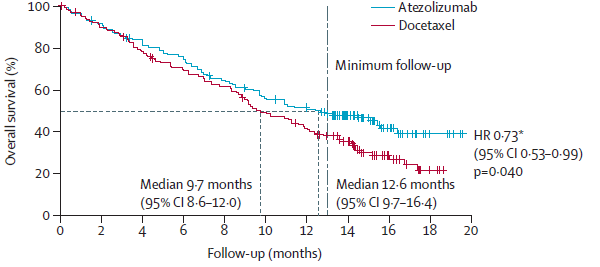 Atezolizumab
Docetaxel
100
80
60
40
20
0
Overall survival (%)
Minimum follow-up
HR 0·73*
(95% CI 0·53–0·99)
p=0·040
Median 9·7 months
(95% CI 8·6–12·0)
Median 12·6 months
(95% CI 9·7–16·4)
0 2 4 6 8 10 12 14 16 18 20
Follow-up (months)